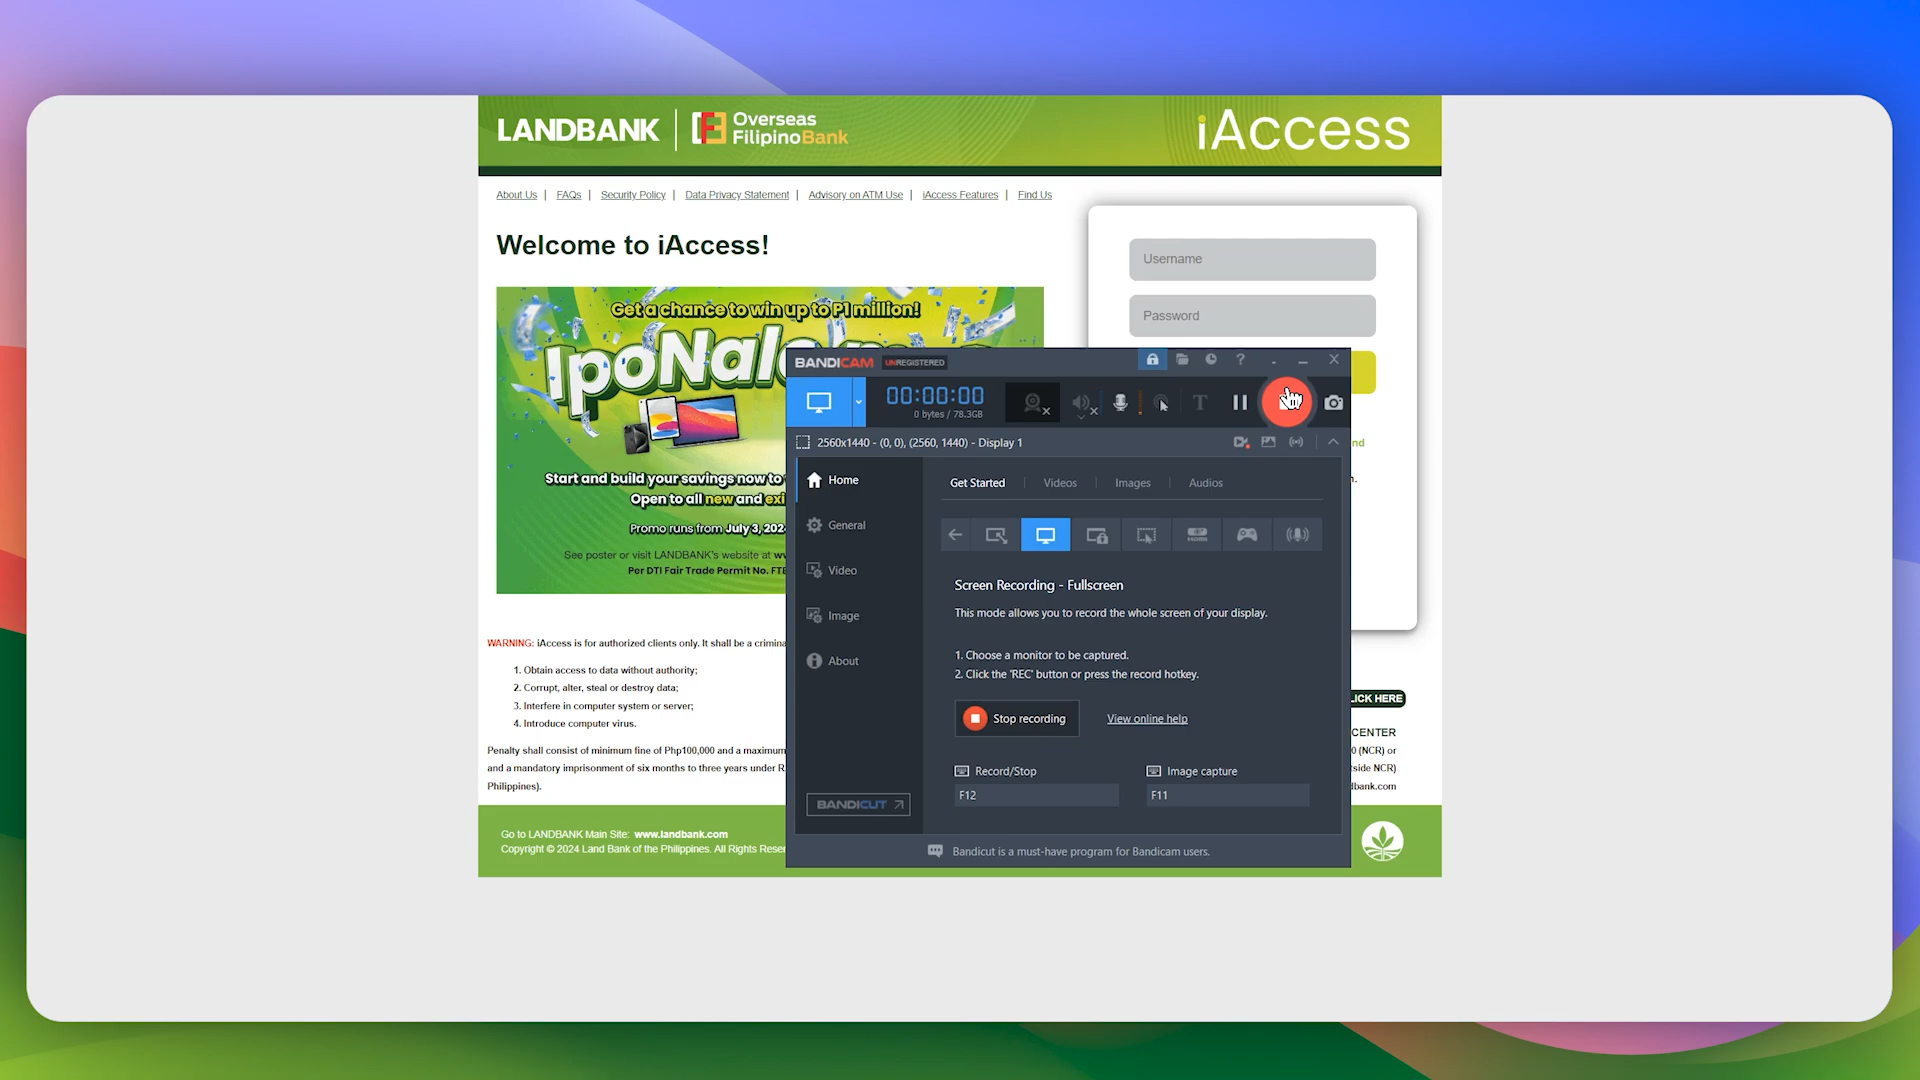 LANDBANK
Overseas
FilipinoBank
iAccess
About Us | FAQs | Security Policy | Data Privacy Statement | Advisory on ATM Use | iAccess Features | Find Us
Welcome to iAccess!
Username
Password
Get a chance to win up to P1 million!
IpoNala
Start and build your savings now to
Open to all new and exi
Promo runs from July 3, 202
See poster or visit LANDBANK's website at
Per DTI Fair Trade Permit No. FTE
WARNING: iAccess is for authorized clients only. It shall be a crimina
1. Obtain access to data without authority;
2. Corrupt, alter, steal or destroy data;
3. Interfere in computer system or server;
4. Introduce computer virus.
Penalty shall consist of minimum fine of Php100,000 and a maximum
and a mandatory imprisonment of six months to three years under R
Philippines).
Go to LANDBANK Main Site: www.landbank.com
Copyright © 2024 Land Bank of the Philippines. All Rights Reser
nd
n.
LICK HERE
CENTER
0 (NCR) or
tside NCR)
dbank.com
BANDICAM UNREGISTERED
00:00:00
0 bytes / 78.3GB
2560x1440 - (0, 0), (2560, 1440) - Display 1
Home
General
Video
Image
About
BANDICUT
Get Started
Videos
Images
Audios
HDMI
Screen Recording - Fullscreen
This mode allows you to record the whole screen of your display.
1. Choose a monitor to be captured.
2. Click the 'REC' button or press the record hotkey.
Stop recording
View online help
Record/Stop
Image capture
F12
F11
Bandicut is a must-have program for Bandicam users.